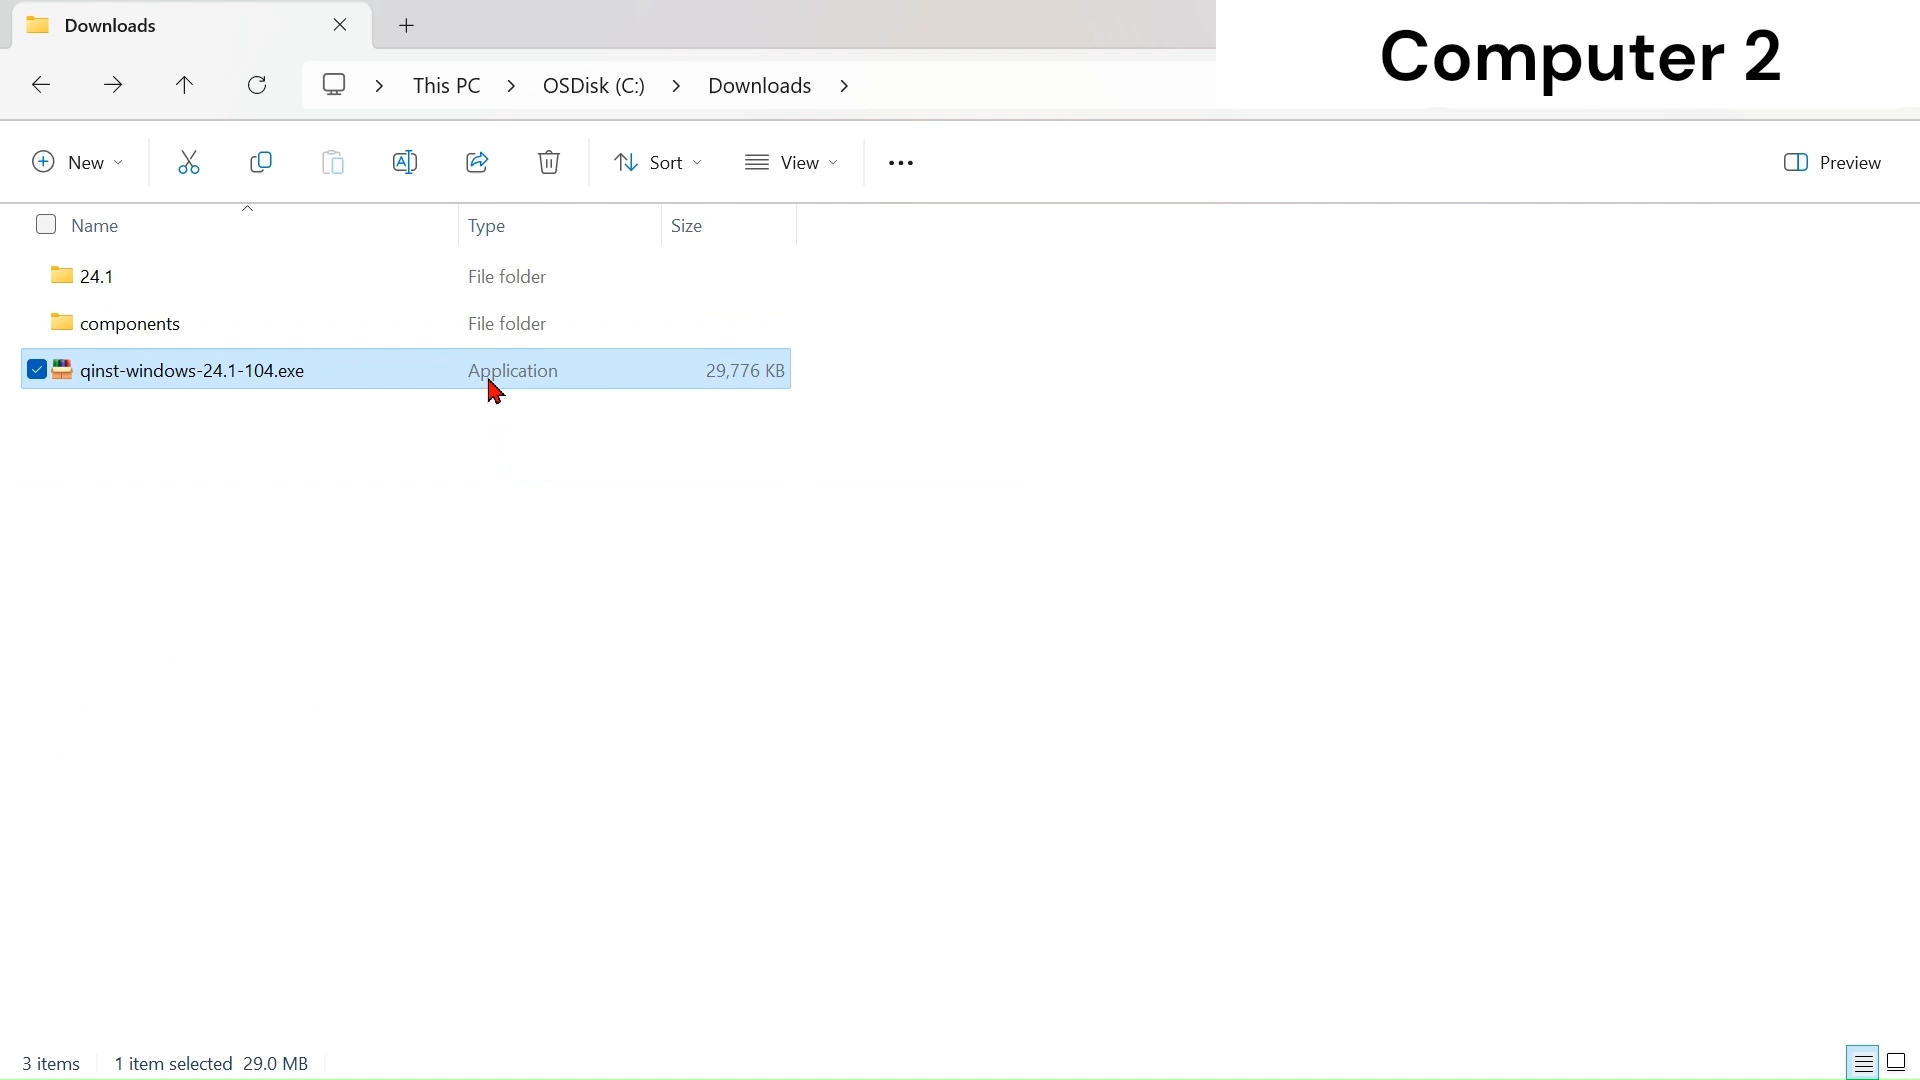 Downloads
Computer 2
This PC > OSDisk (C:) > Downloads >
New
Sort
View
Preview
Name Type Size
24.1 File folder
components File folder
qinst-windows-24.1-104.exe Application 29,776 KB
3 items 1 item selected 29.0 MB